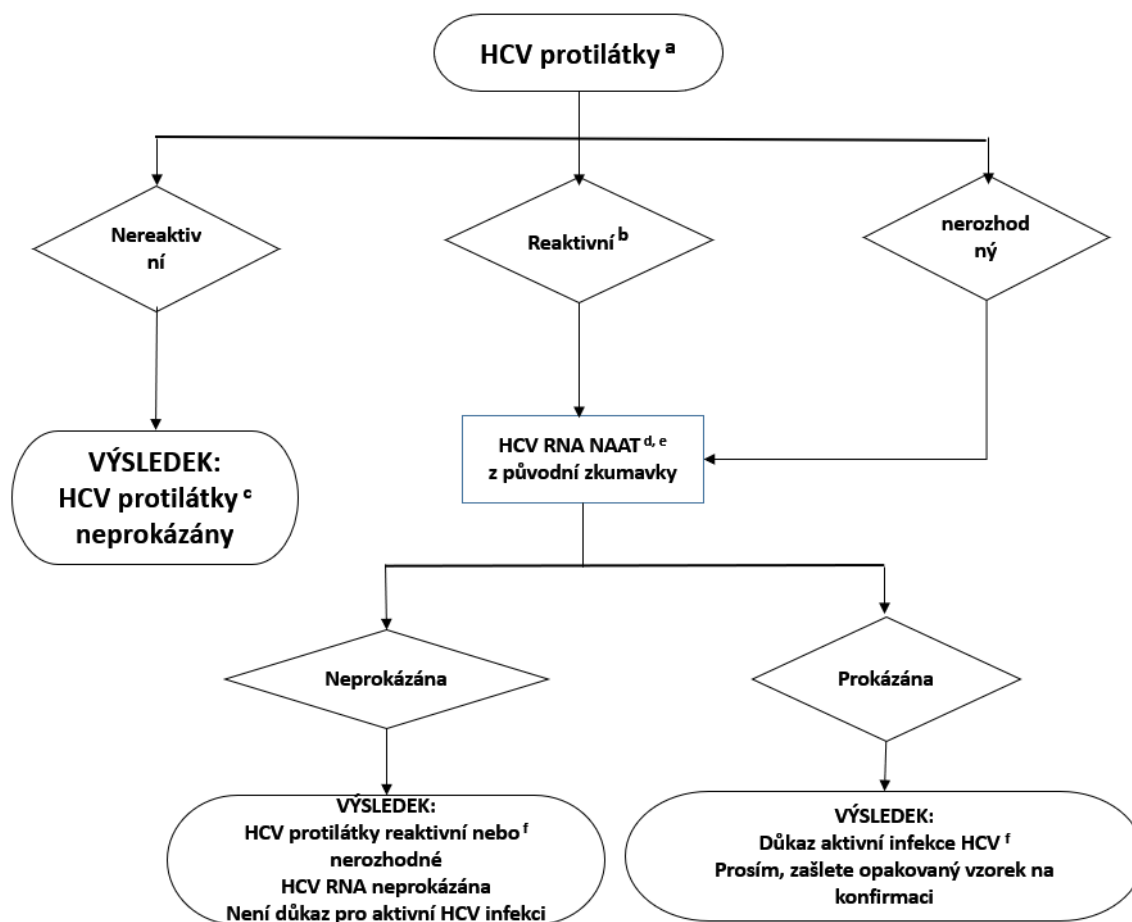 HCV protilátky a
Nereaktiv
ní
Reaktivní b
nerozhod
ný
VÝSLEDEK:
HCV protilátky c
neprokázány
HCV RNA NAAT d, e
z původní zkumavky
Neprokázána
Prokázána
VÝSLEDEK:
HCV protilátky reaktivní nebo f
nerozhodné
HCV RNA neprokázána
Není důkaz pro aktivní HCV infekci
VÝSLEDEK:
Důkaz aktivní infekce HCV f
Prosím, zašlete opakovaný vzorek na
konfirmaci